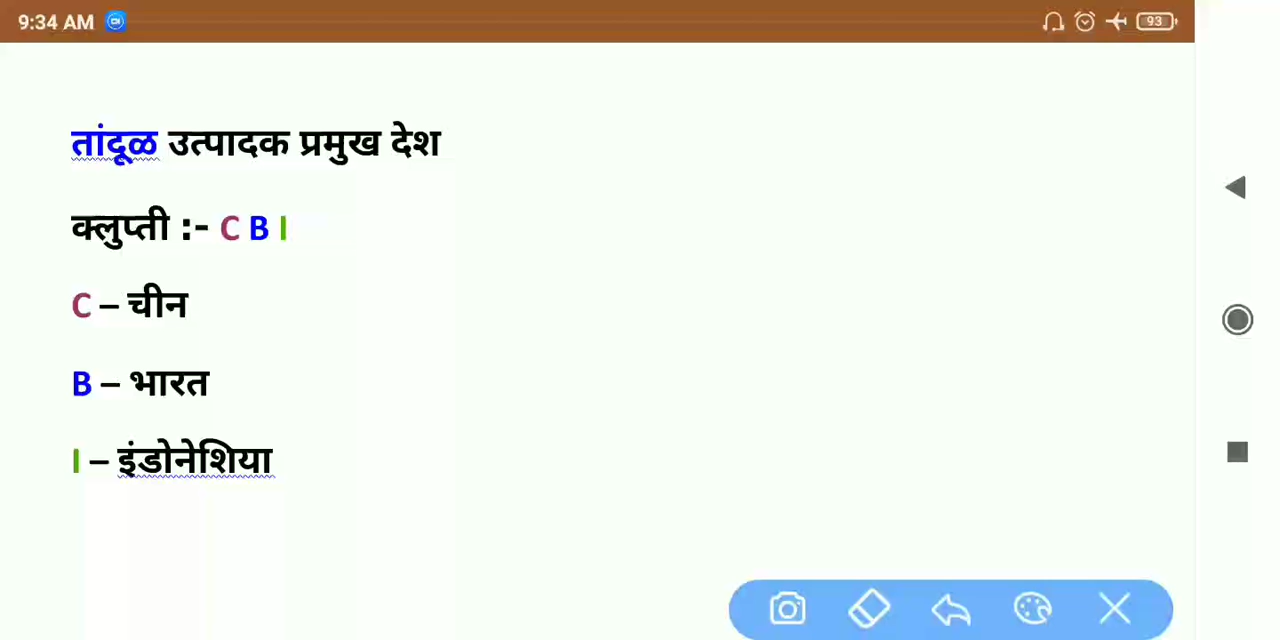 9:34 AM
93
तांदूळ उत्पादक प्रमुख देश
क्लुप्ती :- C B I
C – चीन
B – भारत
I – इंडोनेशिया